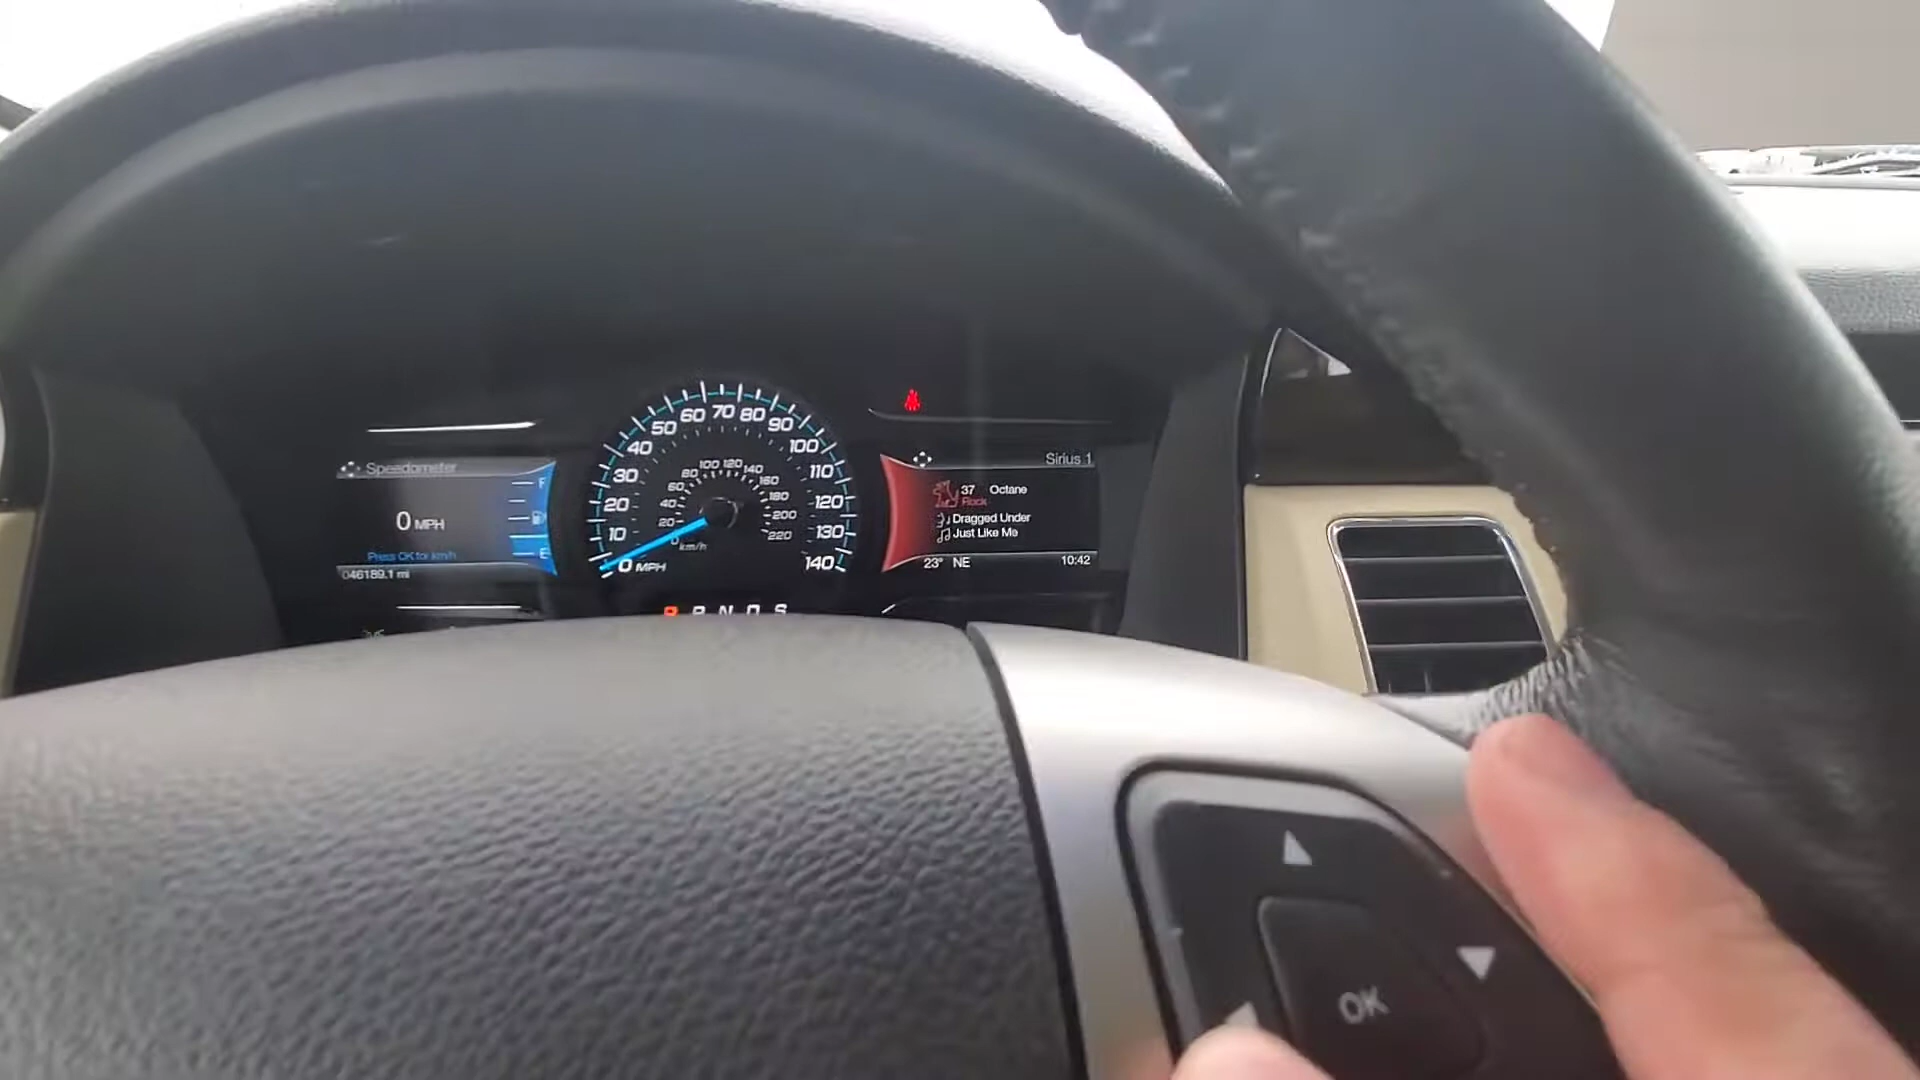 Speedometer
F
0 MPH
E
Press OK for km/h
046189.1 mi
0 10 20 30 40 50 60 70 80 90 100 110 120 130 140
MPH
0 20 40 60 80 100 120 140 160 180 200 220
km/h
P R N D S
Sirius 1
37 Octane
Rock
Dragged Under
Just Like Me
23° NE 10:42
OK